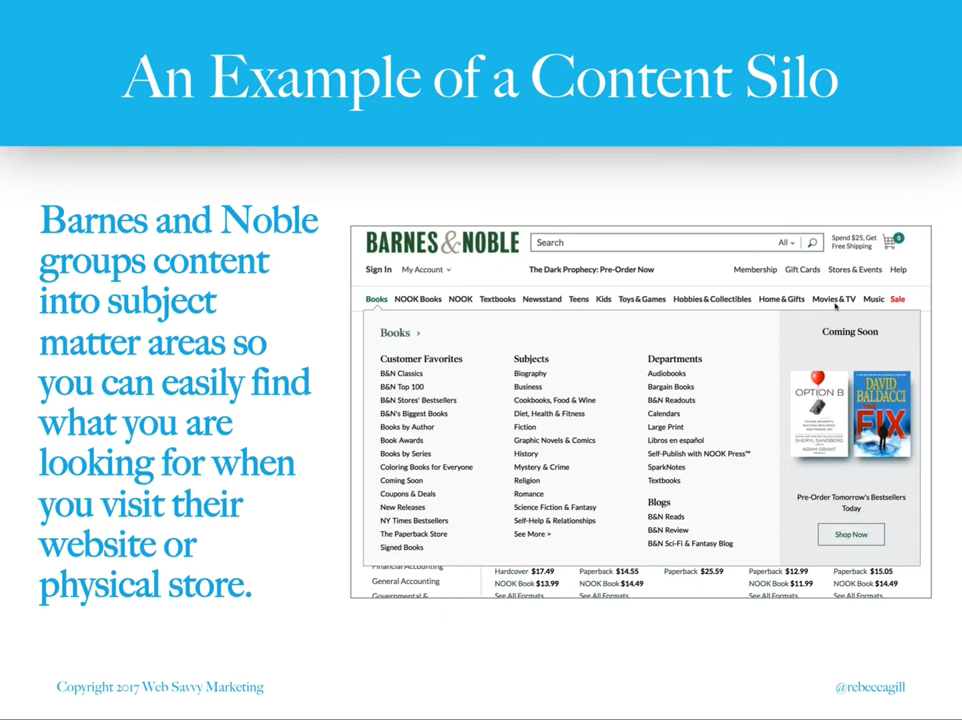 An Example of a Content Silo
Barnes and Noble
groups content
into subject
matter areas so
you can easily find
what you are
looking for when
you visit their
website or
physical store.
BARNES & NOBLE
Search
All
Spend $25, Get
Free Shipping
0
Sign In
My Account
The Dark Prophecy: Pre-Order Now
Membership
Gift Cards
Stores & Events
Help
Books
NOOK Books
NOOK
Textbooks
Newsstand
Teens
Kids
Toys & Games
Hobbies & Collectibles
Home & Gifts
Movies & TV
Music
Sale
Books >
Customer Favorites
B&N Classics
B&N Top 100
B&N Stores' Bestsellers
B&N's Biggest Books
Books by Author
Book Awards
Books by Series
Coloring Books for Everyone
Coming Soon
Coupons & Deals
New Releases
NY Times Bestsellers
The Paperback Store
Signed Books
Subjects
Biography
Business
Cookbooks, Food & Wine
Diet, Health & Fitness
Fiction
Graphic Novels & Comics
History
Mystery & Crime
Religion
Romance
Science Fiction & Fantasy
Self-Help & Relationships
See More >
Departments
Audiobooks
Bargain Books
B&N Readouts
Calendars
Large Print
Libros en español
Self-Publish with NOOK Press™
SparkNotes
Textbooks
Blogs
B&N Reads
B&N Review
B&N Sci-Fi & Fantasy Blog
Coming Soon
OPTION B
SHERYL SANDBERG
ADAM GRANT
DAVID
BALDACCI
THE
FIX
Pre-Order Tomorrow's Bestsellers
Today
Shop Now
Financial Accounting
General Accounting
Governmental &
Hardcover $17.49
NOOK Book $13.99
See All Formats
Paperback $14.55
NOOK Book $14.49
See All Formats
Paperback $25.59
Paperback $12.99
NOOK Book $11.99
See All Formats
Paperback $15.05
NOOK Book $14.49
See All Formats
Copyright 2017 Web Savvy Marketing
@rebeccagill